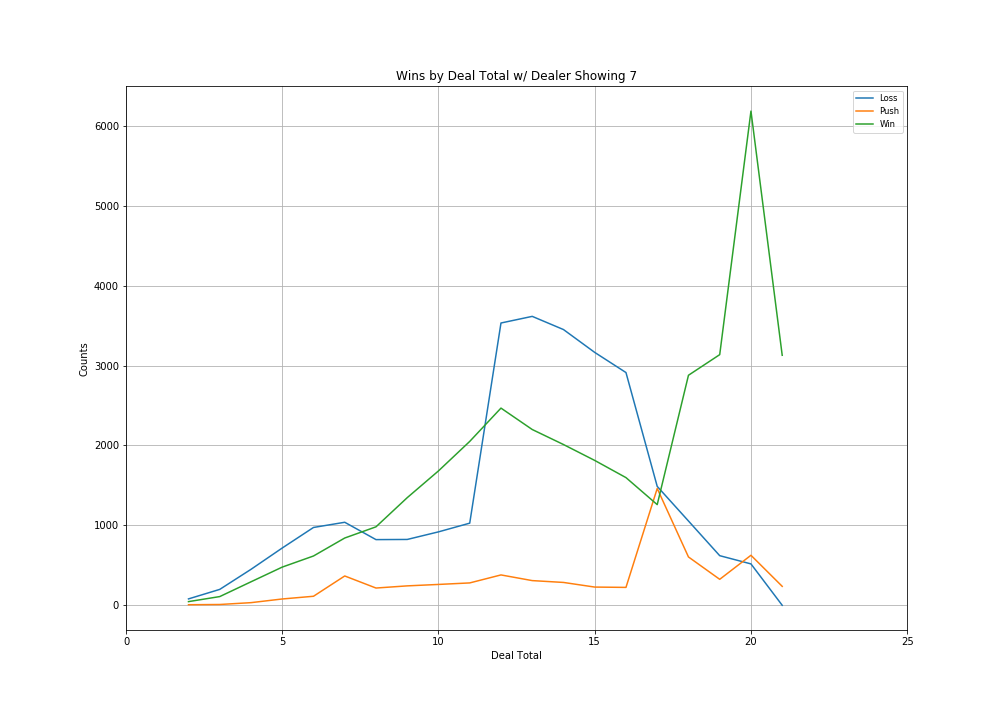 Wins by Deal Total w/ Dealer Showing 7
Loss
Push
Win
6000
5000
4000
3000
2000
1000
0
Counts
0 5 10 15 20 25
Deal Total